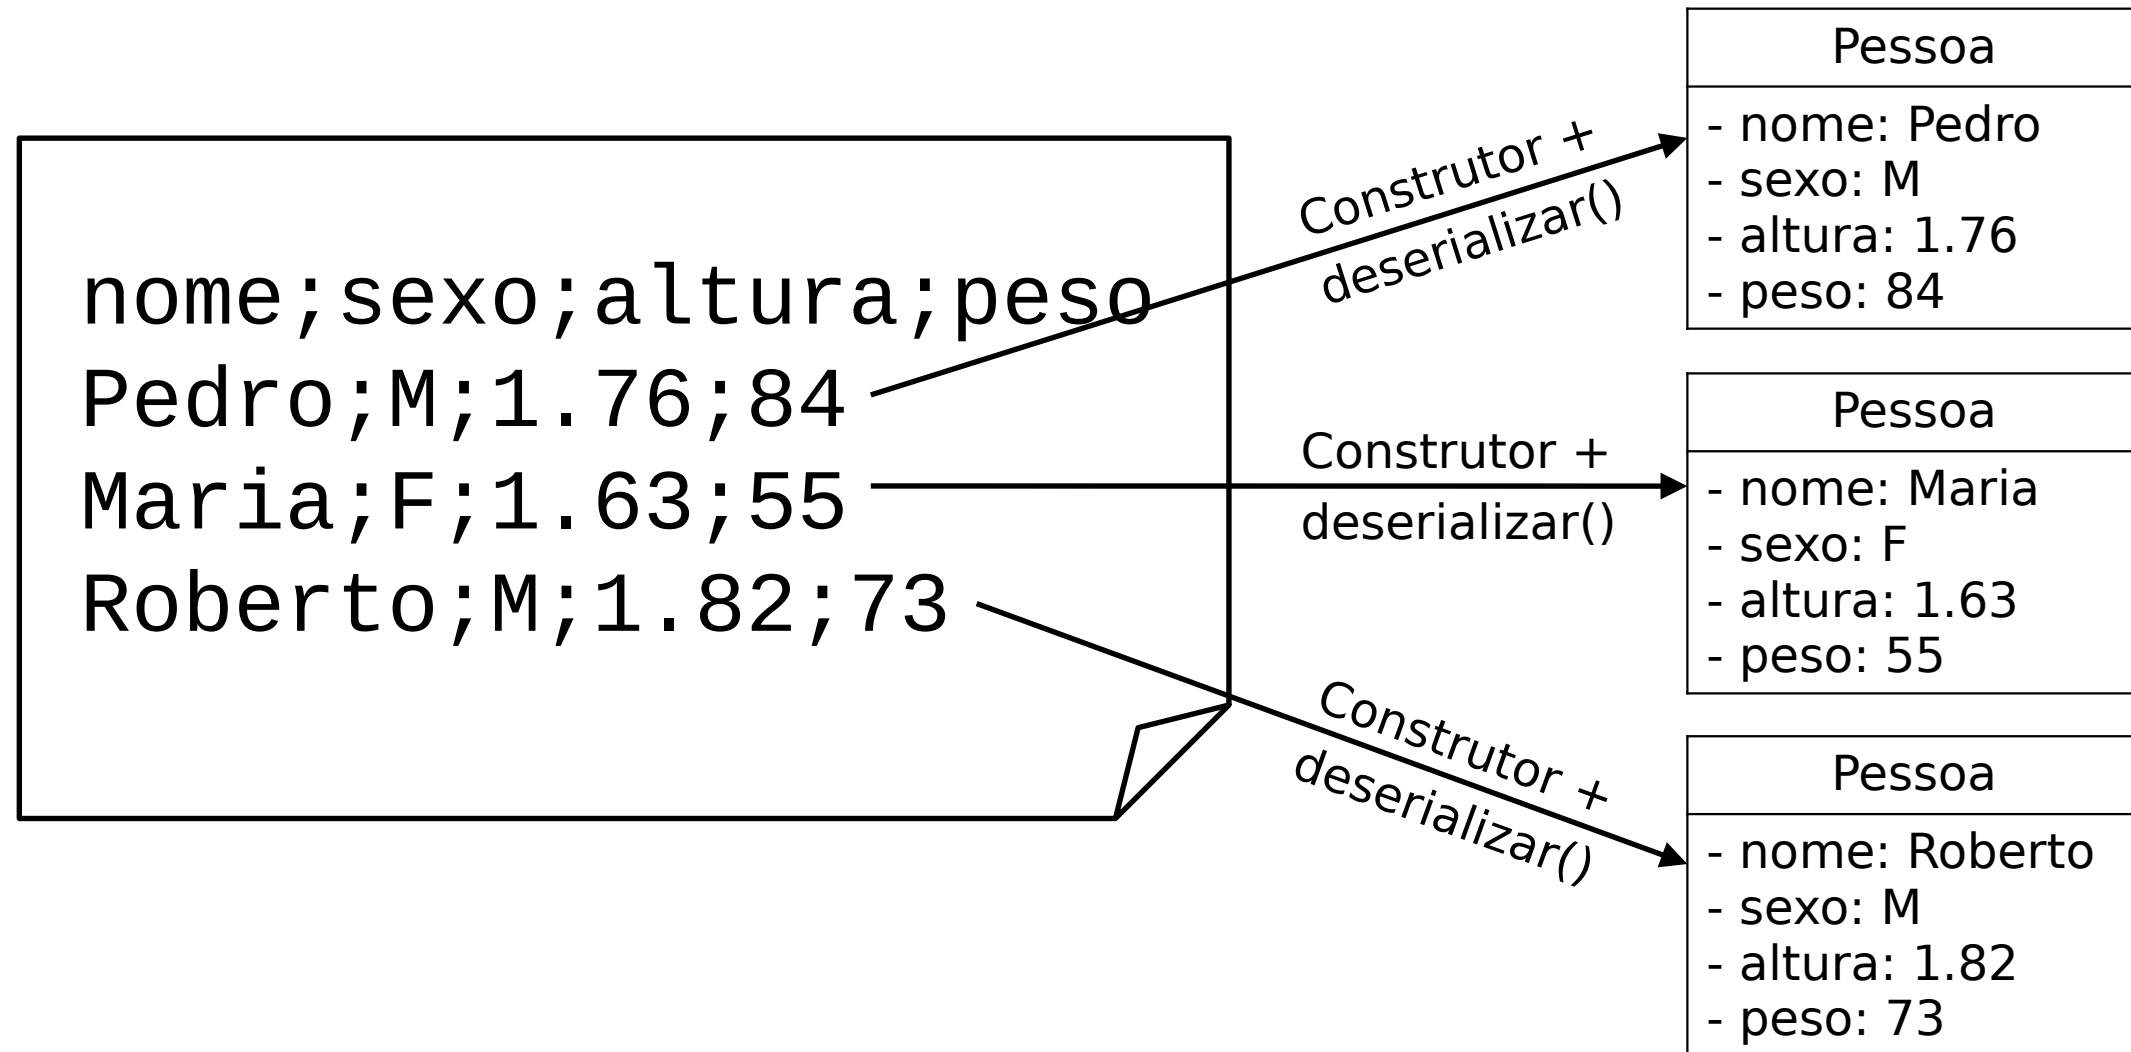 nome;sexo;altura;peso
Pedro;M;1.76;84
Maria;F;1.63;55
Roberto;M;1.82;73
Construtor +
deserializar()
Construtor +
deserializar()
Construtor +
deserializar()
Pessoa
- nome: Pedro
- sexo: M
- altura: 1.76
- peso: 84
Pessoa
- nome: Maria
- sexo: F
- altura: 1.63
- peso: 55
Pessoa
- nome: Roberto
- sexo: M
- altura: 1.82
- peso: 73